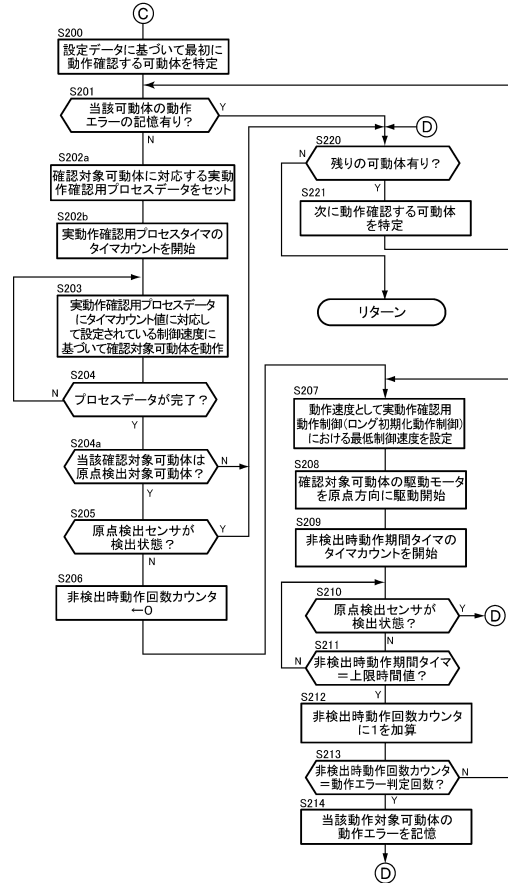 C
S200
設定データに基づいて最初に
動作確認する可動体を特定
S201
当該可動体の動作
エラーの記憶有り?
Y
N
S202a
確認対象可動体に対応する実動
作確認用プロセスデータをセット
S202b
実動作確認用プロセスタイマの
タイマカウントを開始
S203
実動作確認用プロセスデータ
にタイマカウント値に対応し
て設定されている制御速度に
基づいて確認対象可動体を動作
S204
プロセスデータが完了?
N
Y
S204a
当該確認対象可動体は
原点検出対象可動体?
N
Y
S205
原点検出センサが
検出状態?
Y
N
S206
非検出時動作回数カウンタ
←0
D
S220
残りの可動体有り?
N
Y
S221
次に動作確認する可動体
を特定
リターン
S207
動作速度として実動作確認用
動作制御(ロング初期化動作制御)
における最低制御速度を設定
S208
確認対象可動体の駆動モータ
を原点方向に駆動開始
S209
非検出時動作期間タイマの
タイマカウントを開始
S210
原点検出センサが
検出状態?
Y
D
N
S211
非検出時動作期間タイマ
=上限時間値?
N
Y
S212
非検出時動作回数カウンタ
に1を加算
S213
非検出時動作回数カウンタ
=動作エラー判定回数?
N
Y
S214
当該動作対象可動体の
動作エラーを記憶
D